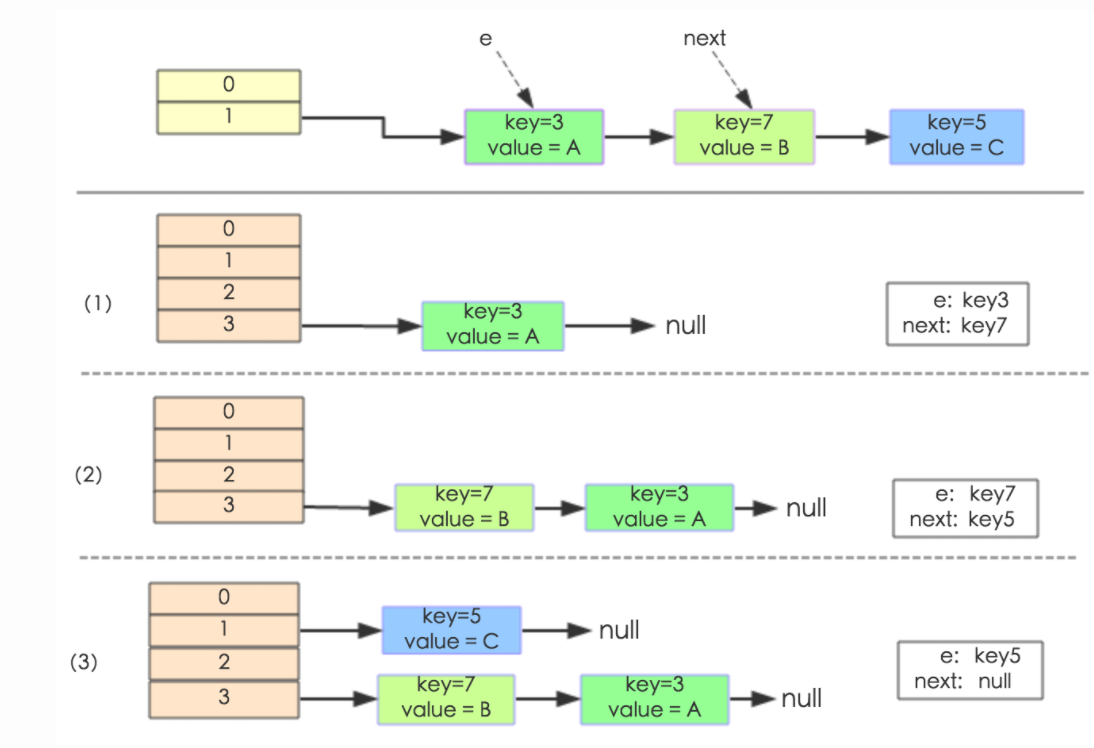 e
next
0
1
key=3
value = A
key=7
value = B
key=5
value = C
(1)
0
1
2
3
key=3
value = A
null
e: key3
next: key7
(2)
0
1
2
3
key=7
value = B
key=3
value = A
null
e: key7
next: key5
(3)
0
1
2
3
key=5
value = C
null
key=7
value = B
key=3
value = A
null
e: key5
next: null